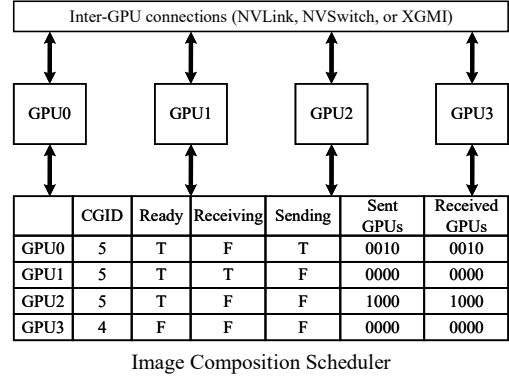 Inter-GPU connections (NVLink, NVSwitch, or XGMI)
GPU0 GPU1 GPU2 GPU3
CGID Ready Receiving Sending Sent GPUs Received GPUs
GPU0 5 T F T 0010 0010
GPU1 5 T T F 0000 0000
GPU2 5 T F F 1000 1000
GPU3 4 F F F 0000 0000
Image Composition Scheduler